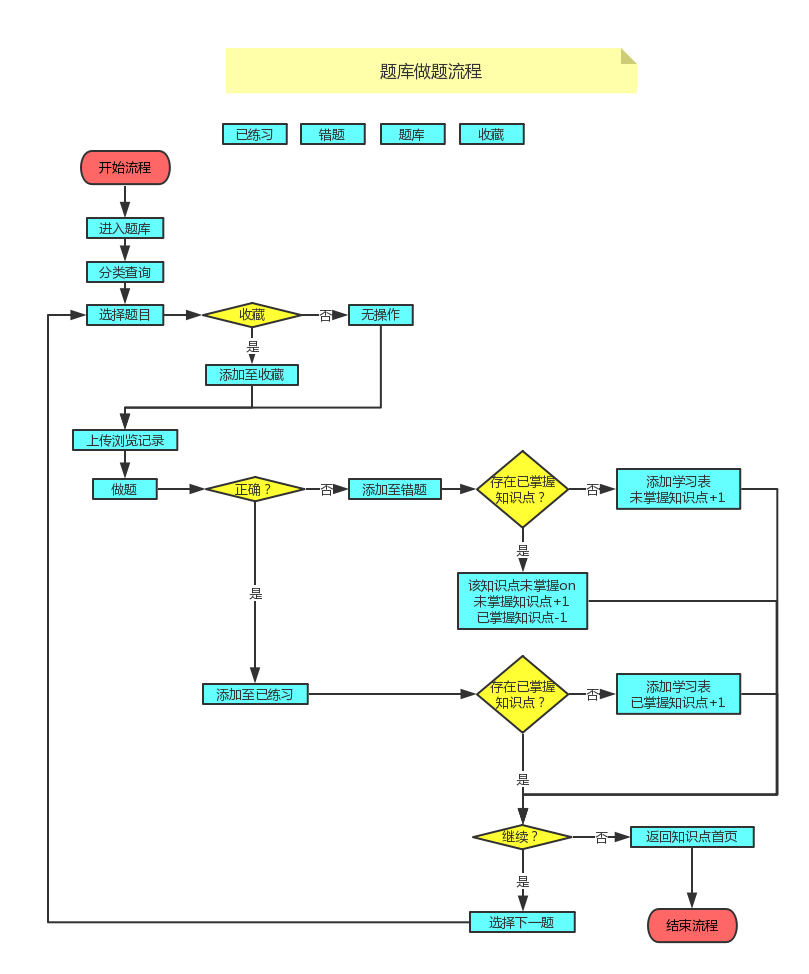 题库做题流程
已练习
错题
题库
收藏
开始流程
进入题库
分类查询
选择题目
收藏
否
无操作
是
添加至收藏
上传浏览记录
做题
正确？
否
添加至错题
存在已掌握
知识点？
否
添加学习表
未掌握知识点+1
是
该知识点未掌握on
未掌握知识点+1
已掌握知识点-1
是
添加至已练习
存在已掌握
知识点？
否
添加学习表
已掌握知识点+1
是
继续？
否
返回知识点首页
是
选择下一题
结束流程